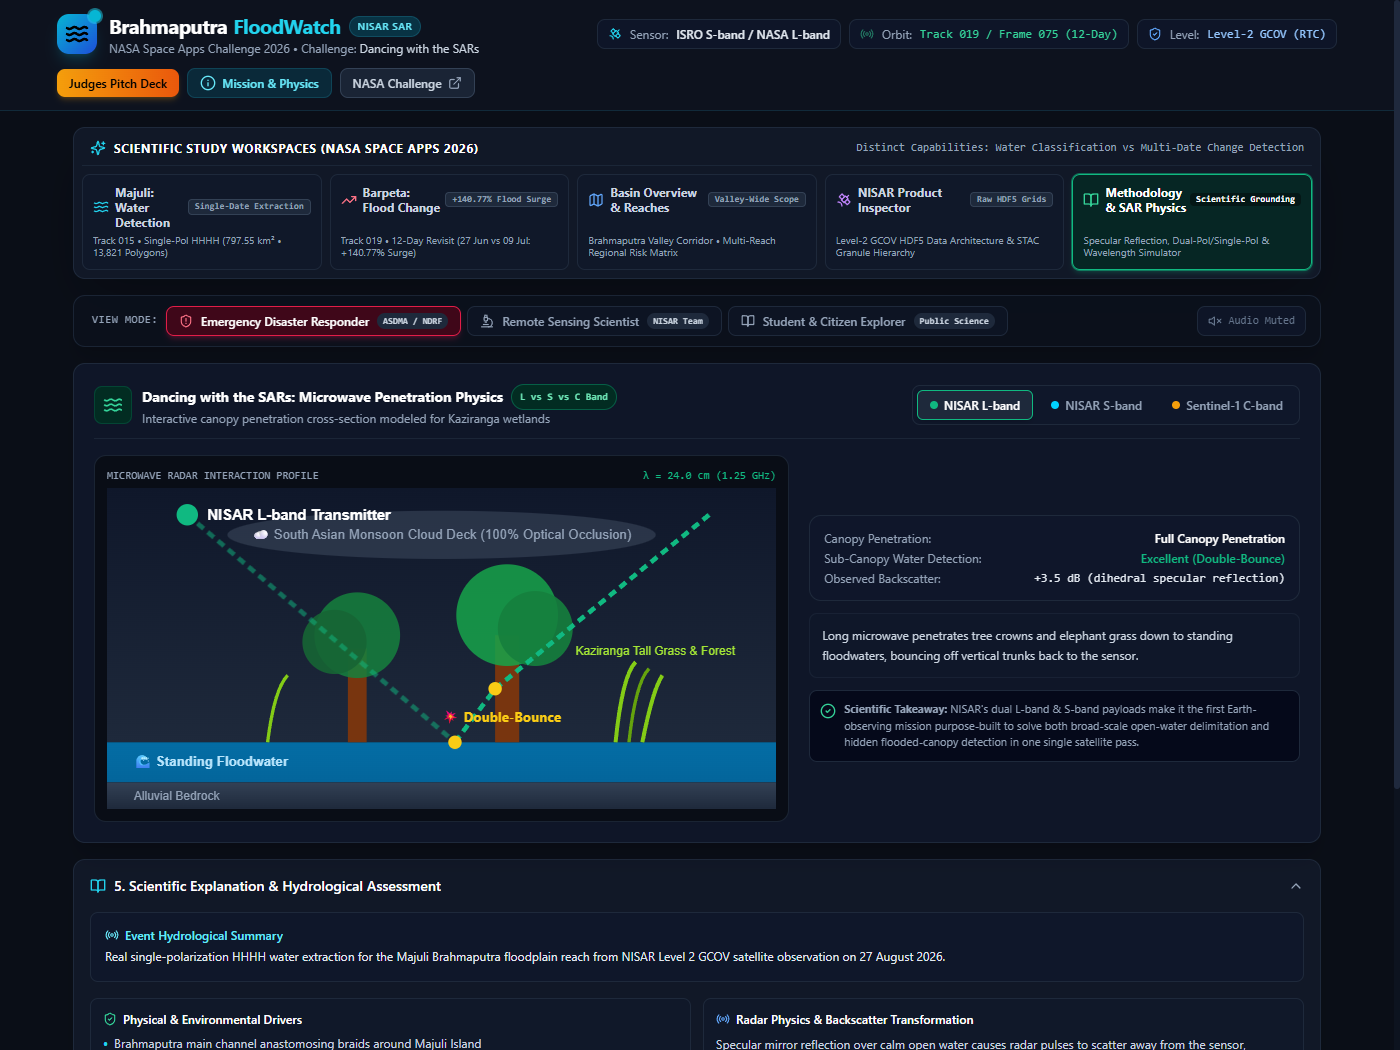 Brahmaputra FloodWatch NISAR SAR
NASA Space Apps Challenge 2026 • Challenge: Dancing with the SARs
Sensor: ISRO S-band / NASA L-band
Orbit: Track 019 / Frame 075 (12-Day)
Level: Level-2 GCOV (RTC)
Judges Pitch Deck
Mission & Physics
NASA Challenge
SCIENTIFIC STUDY WORKSPACES (NASA SPACE APPS 2026)
Distinct Capabilities: Water Classification vs Multi-Date Change Detection
Majuli:
Water
Detection
Single-Date Extraction
Track 015 • Single-Pol HHHH (797.55 km² •
13,821 Polygons)
Barpeta:
Flood Change
+140.77% Flood Surge
Track 019 • 12-Day Revisit (27 Jun vs 09 Jul:
+140.77% Surge)
Basin Overview
& Reaches
Valley-Wide Scope
Brahmaputra Valley Corridor • Multi-Reach
Regional Risk Matrix
NISAR Product
Inspector
Raw HDF5 Grids
Level-2 GCOV HDF5 Data Architecture & STAC
Granule Hierarchy
Methodology
& SAR Physics
Scientific Grounding
Specular Reflection, Dual-Pol/Single-Pol &
Wavelength Simulator
VIEW MODE:
Emergency Disaster Responder ASDMA / NDRF
Remote Sensing Scientist NISAR Team
Student & Citizen Explorer Public Science
Audio Muted
Dancing with the SARs: Microwave Penetration Physics L vs S vs C Band
Interactive canopy penetration cross-section modeled for Kaziranga wetlands
NISAR L-band
NISAR S-band
Sentinel-1 C-band
MICROWAVE RADAR INTERACTION PROFILE
λ = 24.0 cm (1.25 GHz)
NISAR L-band Transmitter
South Asian Monsoon Cloud Deck (100% Optical Occlusion)
Kaziranga Tall Grass & Forest
Double-Bounce
Standing Floodwater
Alluvial Bedrock
Canopy Penetration: Full Canopy Penetration
Sub-Canopy Water Detection: Excellent (Double-Bounce)
Observed Backscatter: +3.5 dB (dihedral specular reflection)
Long microwave penetrates tree crowns and elephant grass down to standing
floodwaters, bouncing off vertical trunks back to the sensor.
Scientific Takeaway: NISAR's dual L-band & S-band payloads make it the first Earth-
observing mission purpose-built to solve both broad-scale open-water delimitation and
hidden flooded-canopy detection in one single satellite pass.
5. Scientific Explanation & Hydrological Assessment
Event Hydrological Summary
Real single-polarization HHHH water extraction for the Majuli Brahmaputra floodplain reach from NISAR Level 2 GCOV satellite observation on 27 August 2026.
Physical & Environmental Drivers
• Brahmaputra main channel anastomosing braids around Majuli Island
Radar Physics & Backscatter Transformation
Specular mirror reflection over calm open water causes radar pulses to scatter away from the sensor,